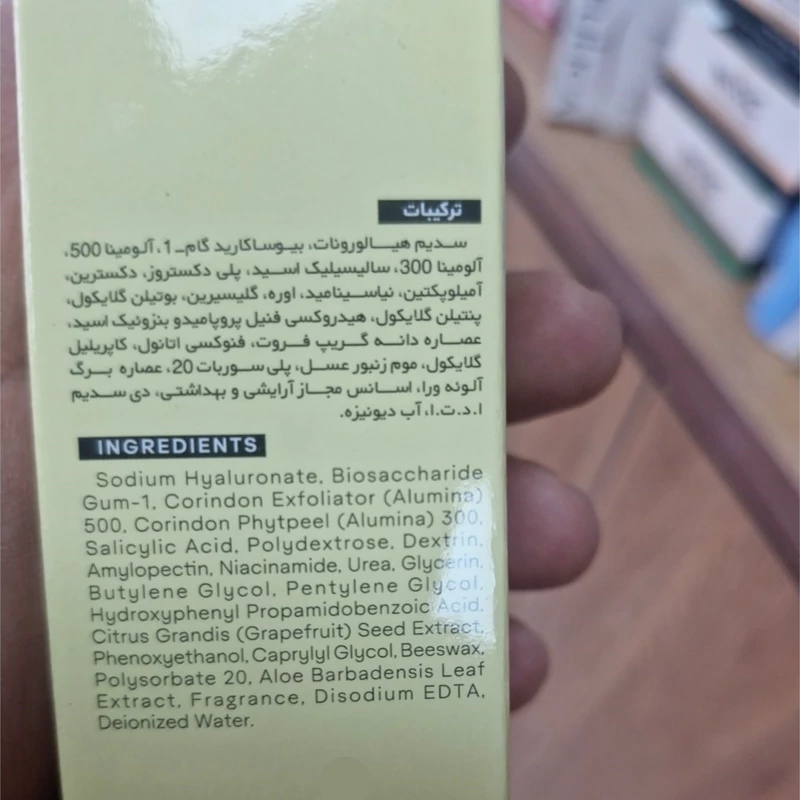 ترکیبات
سدیم هیالورونات، بیوساکارید گام-1، آلومینا 500،
آلومینا 300، سالیسیلیک اسید، پلی دکستروز، دکسترین،
آمیلوپکتین، نیاسینامید، اوره، گلیسیرین، بوتیلن گلایکول،
پنتیلن گلایکول، هیدروکسی فنیل پروپامیدو بنزوئیک اسید،
عصاره دانه گریپ فروت، فنوکسی اتانول، کاپریلیل
گلایکول، موم زنبور عسل، پلی سوربات 20، عصاره برگ
آلوئه ورا، اسانس مجاز آرایشی و بهداشتی، دی سدیم
ا.د.ت.ا، آب دیونیزه.
INGREDIENTS
Sodium Hyaluronate, Biosaccharide
Gum-1, Corindon Exfoliator (Alumina)
500, Corindon Phytpeel (Alumina) 300,
Salicylic Acid, Polydextrose, Dextrin,
Amylopectin, Niacinamide, Urea, Glycerin,
Butylene Glycol, Pentylene Glycol,
Hydroxyphenyl Propamidobenzoic Acid,
Citrus Grandis (Grapefruit) Seed Extract,
Phenoxyethanol, Caprylyl Glycol, Beeswax,
Polysorbate 20, Aloe Barbadensis Leaf
Extract, Fragrance, Disodium EDTA,
Deionized Water.